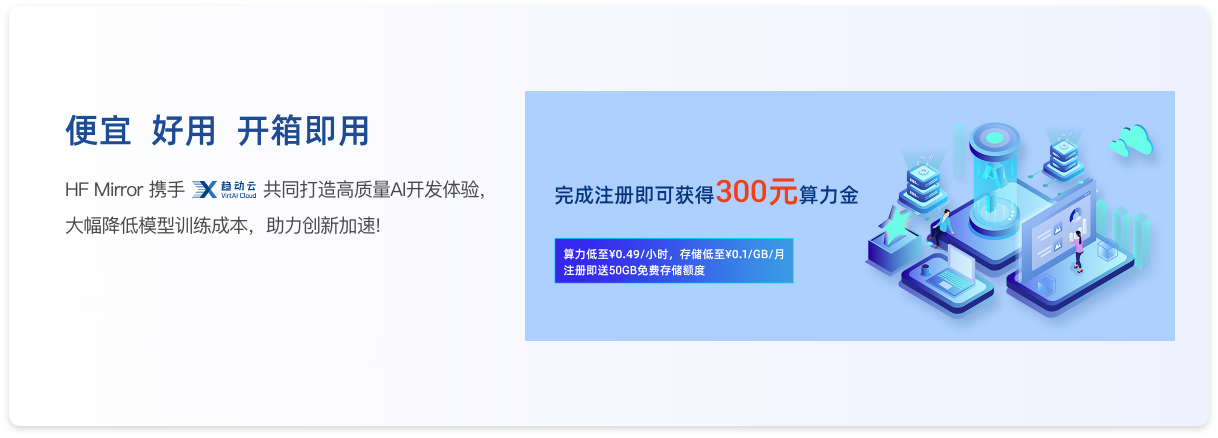 便宜 好用 开箱即用
HF Mirror 携手 趋动云 VirtAI Cloud 共同打造高质量AI开发体验，
大幅降低模型训练成本，助力创新加速!
完成注册即可获得300元算力金
算力低至¥0.49/小时，存储低至¥0.1/GB/月
注册即送50GB免费存储额度
AI